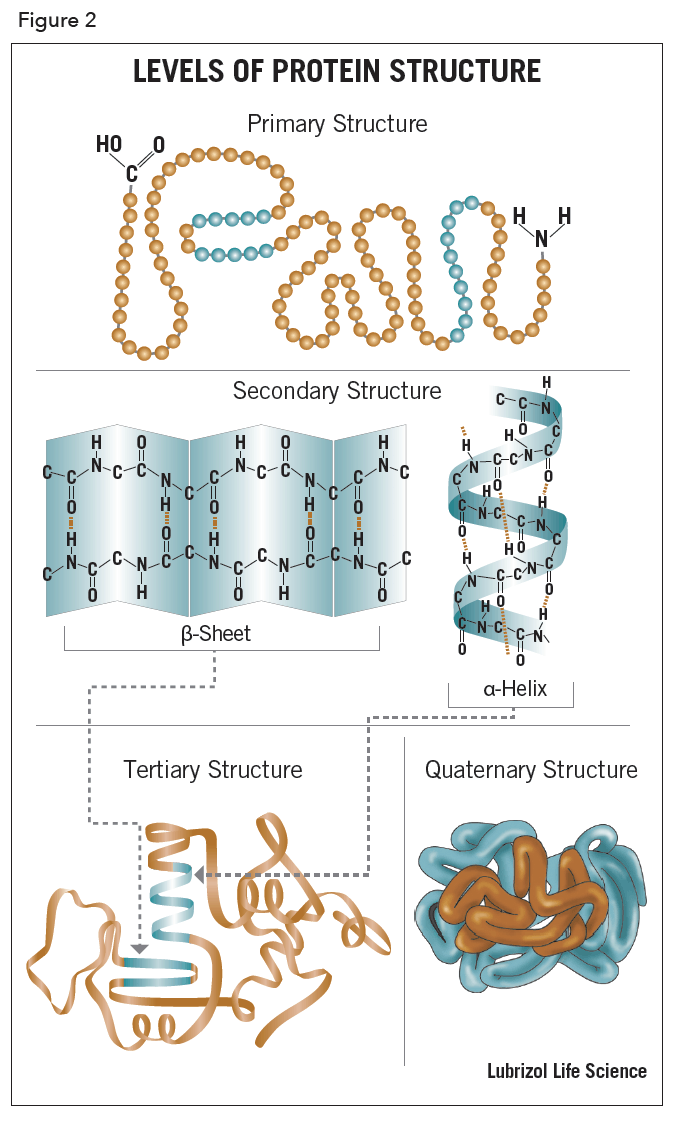 Figure 2
LEVELS OF PROTEIN STRUCTURE
Primary Structure
HO O
C
H H
N
Secondary Structure
β-Sheet
α-Helix
Tertiary Structure
Quaternary Structure
Lubrizol Life Science